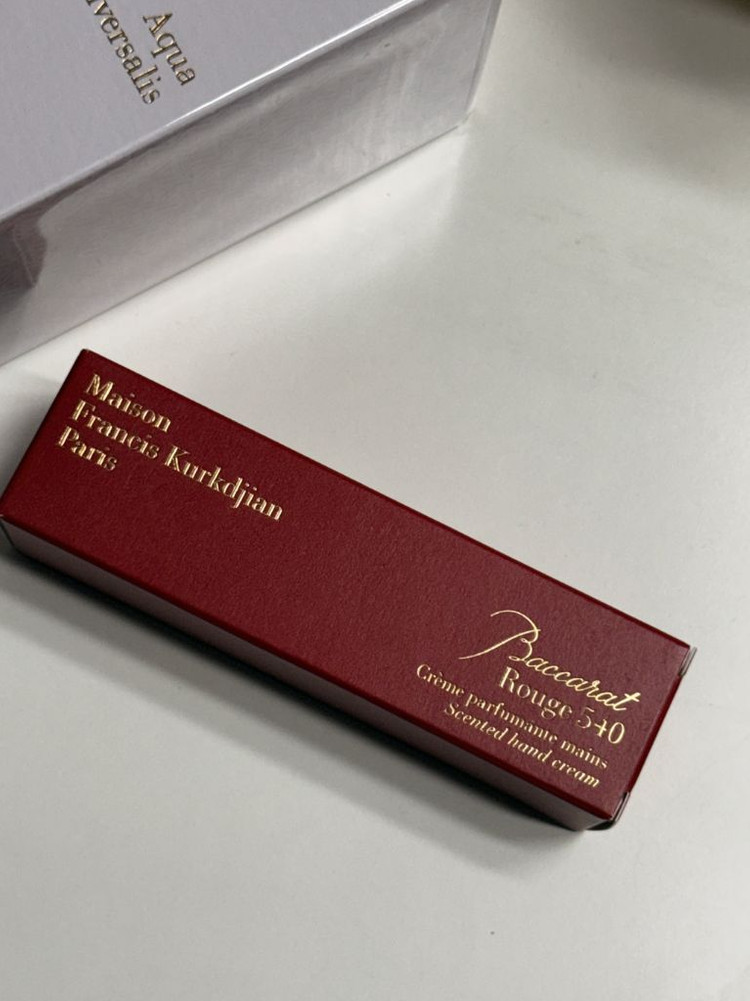 Aqua
versalis
Maison
Francis Kurkdjian
Paris
Baccarat
Rouge 540
Crème parfumante mains
Scented hand cream